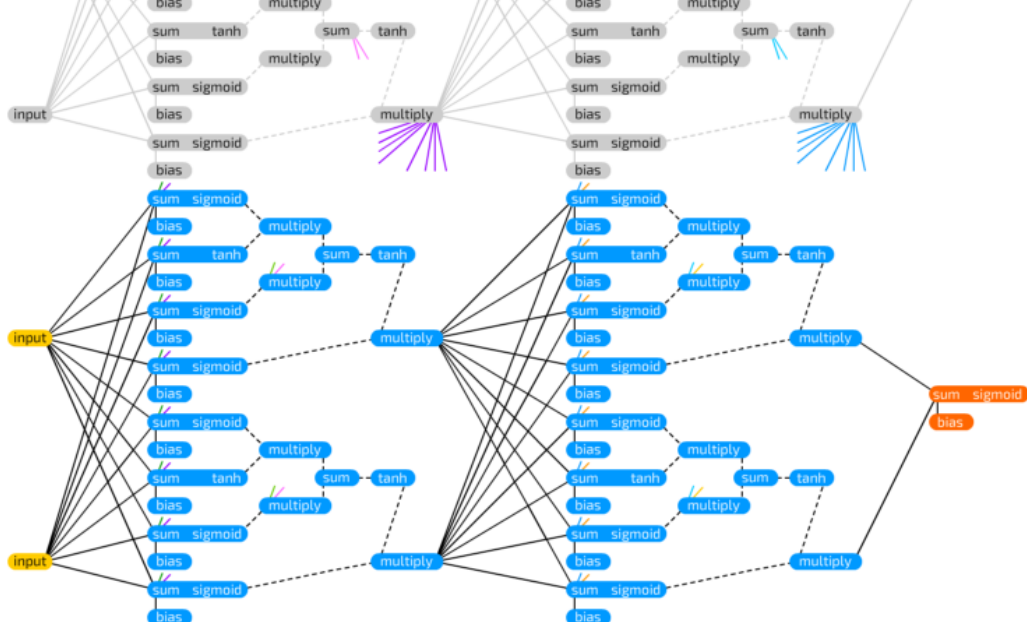 bias multiply bias multiply
sum tanh sum tanh sum tanh sum tanh
bias multiply bias multiply
sum sigmoid sum sigmoid
input bias multiply bias multiply
sum sigmoid sum sigmoid
bias bias
sum sigmoid sum sigmoid
bias multiply bias multiply
sum tanh sum tanh sum tanh sum tanh
bias multiply bias multiply
sum sigmoid sum sigmoid
input bias multiply bias multiply
sum sigmoid sum sigmoid
bias bias sum sigmoid
sum sigmoid sum sigmoid bias
bias multiply bias multiply
sum tanh sum tanh sum tanh sum tanh
bias multiply bias multiply
sum sigmoid sum sigmoid
input bias multiply bias multiply
sum sigmoid sum sigmoid
bias bias